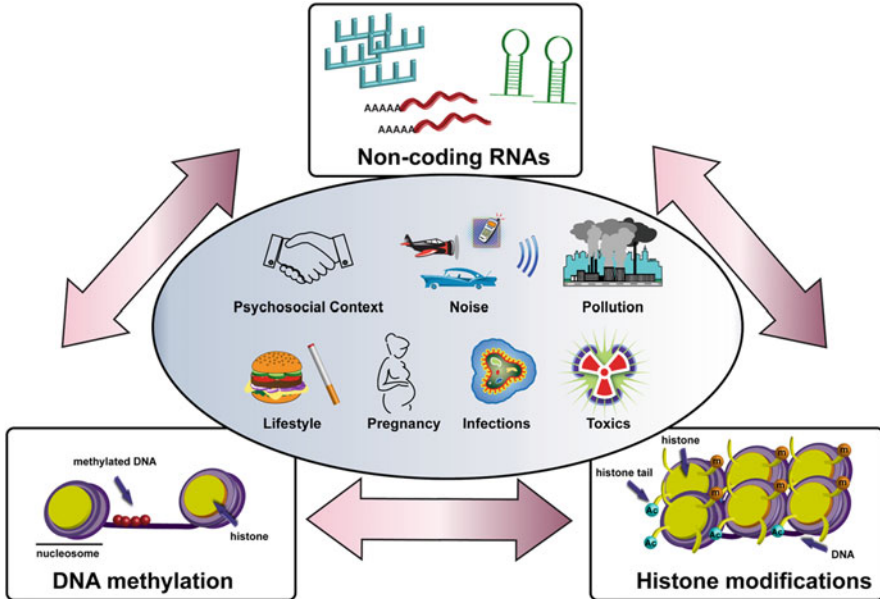 AAAAA
AAAAA
Non-coding RNAs
Psychosocial Context
Noise
Pollution
Lifestyle
Pregnancy
Infections
Toxics
methylated DNA
histone
nucleosome
DNA methylation
histone
m
m
m
histone tail
m
m
m
Ac
Ac
Ac
Ac
DNA
Histone modifications